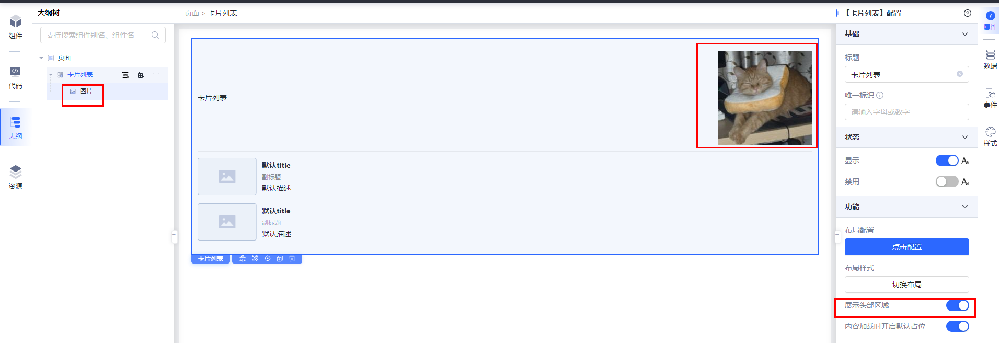 组件
代码
大纲
资源
大纲树
支持搜索组件别名、组件名
页面
卡片列表
图片
页面 > 卡片列表
卡片列表
默认title
副标题
默认描述
默认title
副标题
默认描述
卡片列表
【卡片列表】配置
基础
标题
卡片列表
唯一标识
请输入字母或数字
状态
显示
禁用
功能
布局配置
点击配置
布局样式
切换布局
展示头部区域
内容加载时开启默认占位
属性
数据
事件
样式